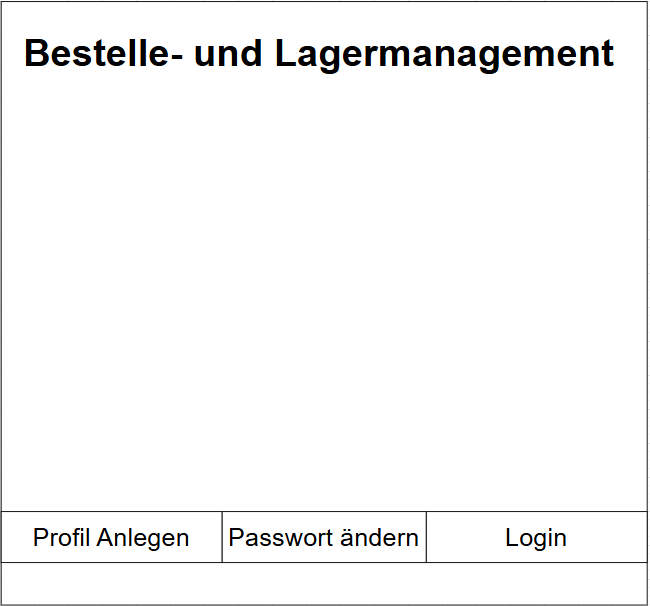 Bestelle- und Lagermanagement
Profil Anlegen
Passwort ändern
Login